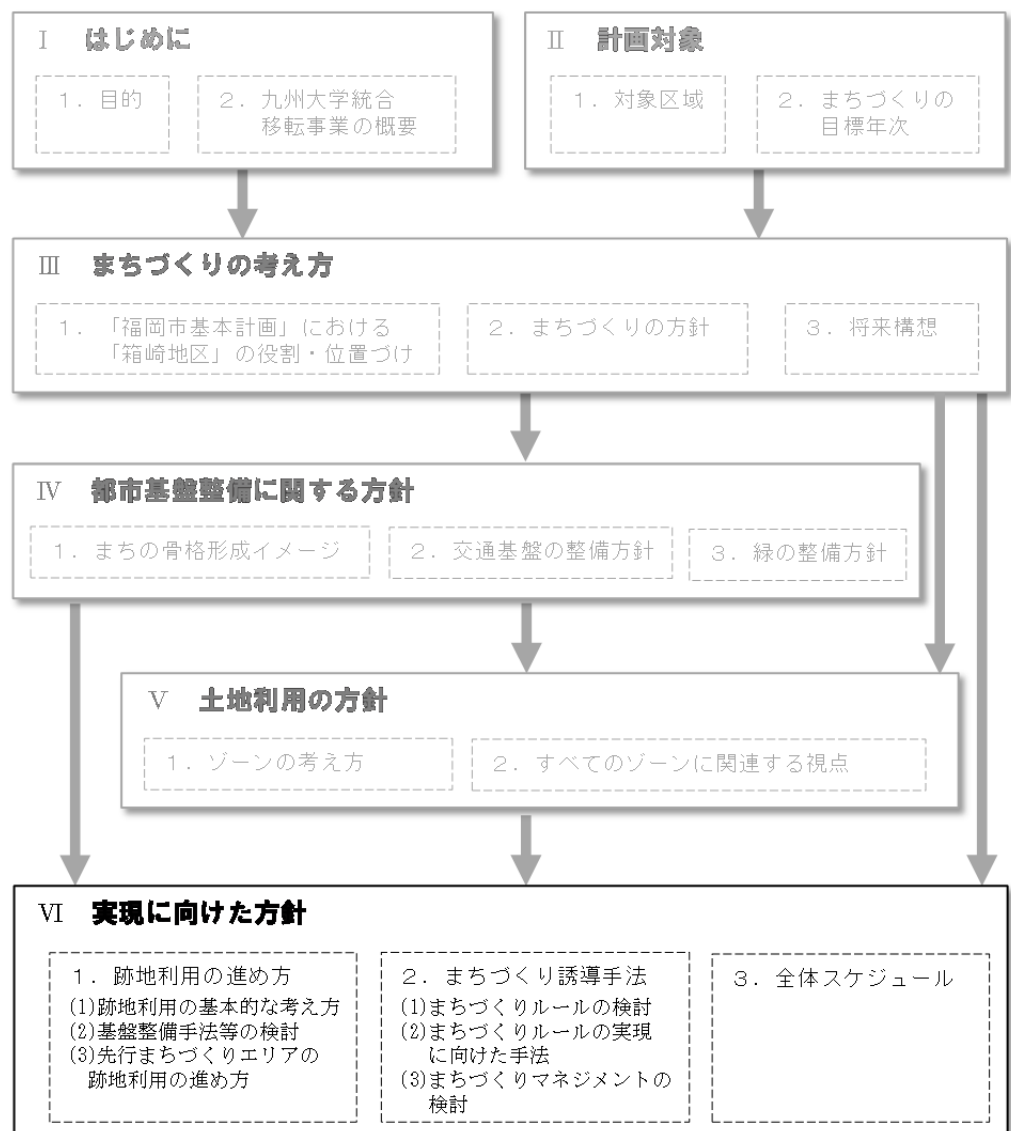 Ⅰ はじめに
1．目的
2．九州大学統合
移転事業の概要
Ⅱ 計画対象
1．対象区域
2．まちづくりの
目標年次
Ⅲ まちづくりの考え方
1．「福岡市基本計画」における
「箱崎地区」の役割・位置づけ
2．まちづくりの方針
3．将来構想
Ⅳ 都市基盤整備に関する方針
1．まちの骨格形成イメージ
2．交通基盤の整備方針
3．緑の整備方針
Ⅴ 土地利用の方針
1．ゾーンの考え方
2．すべてのゾーンに関連する視点
Ⅵ 実現に向けた方針
1．跡地利用の進め方
(1)跡地利用の基本的な考え方
(2)基盤整備手法等の検討
(3)先行まちづくりエリアの
跡地利用の進め方
2．まちづくり誘導手法
(1)まちづくりルールの検討
(2)まちづくりルールの実現
に向けた手法
(3)まちづくりマネジメントの
検討
3．全体スケジュール